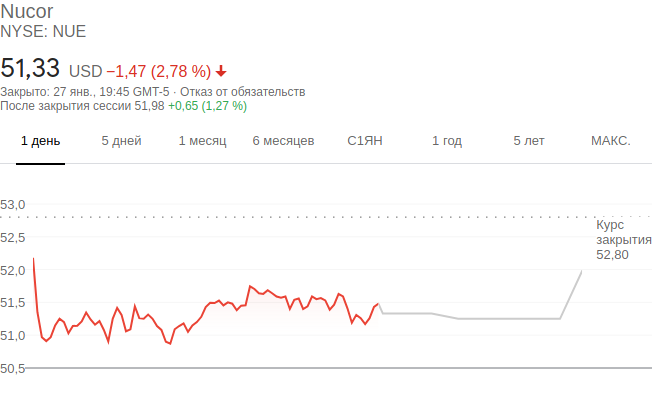 Nucor
NYSE: NUE
51,33 USD −1,47 (2,78 %)
Закрыто: 27 янв., 19:45 GMT-5 · Отказ от обязательств
После закрытия сессии 51,98 +0,65 (1,27 %)
1 день 5 дней 1 месяц 6 месяцев С1ЯН 1 год 5 лет МАКС.
53,0
52,5
52,0
51,5
51,0
50,5
Курс
закрытия
52,80